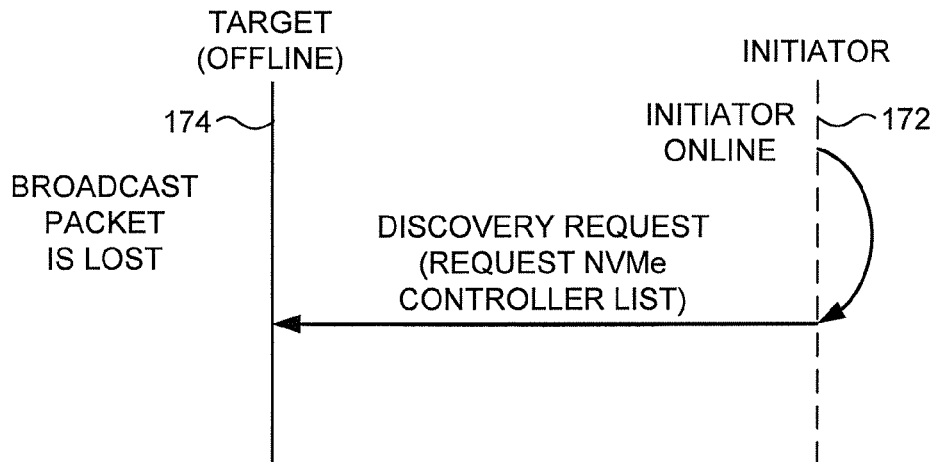 TARGET
(OFFLINE)
INITIATOR
174
INITIATOR
ONLINE
172
BROADCAST
PACKET
IS LOST
DISCOVERY REQUEST
(REQUEST NVMe
CONTROLLER LIST)